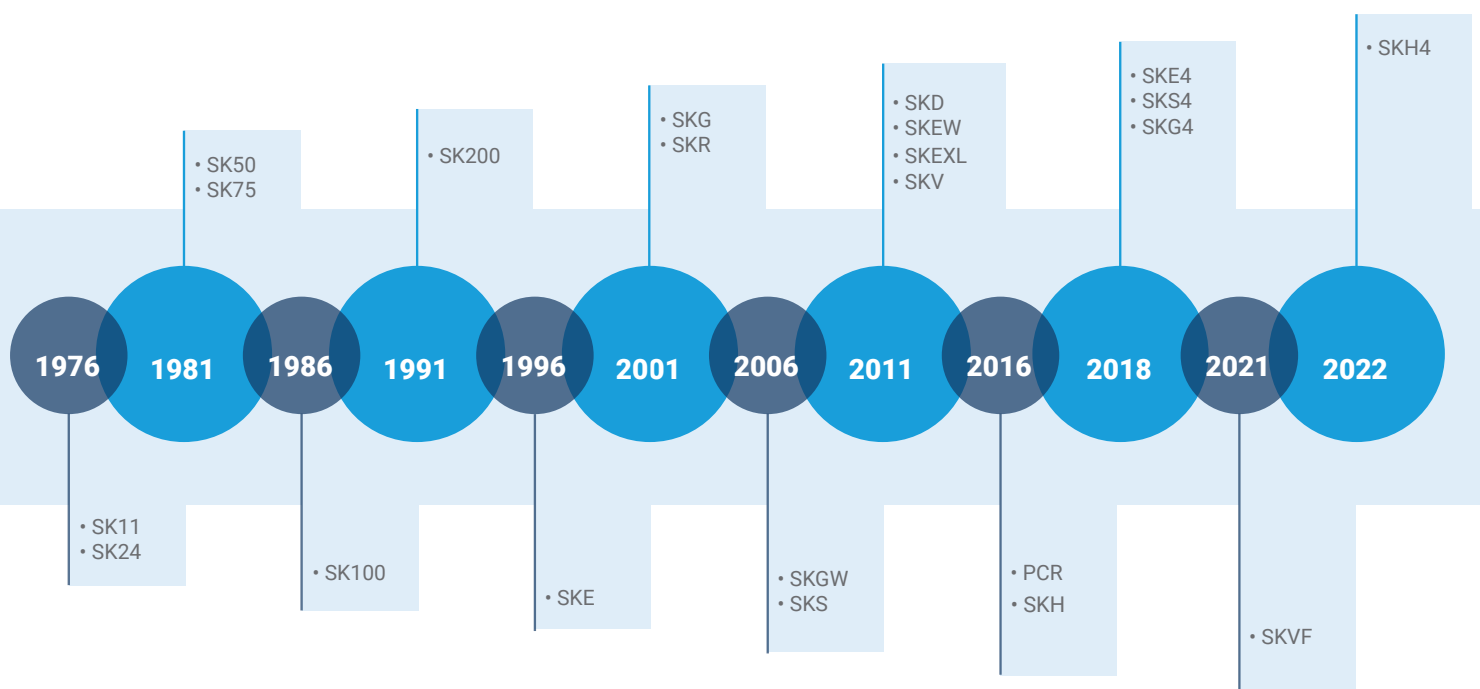 • SKH4
• SKE4
• SKS4
• SKG4
• SKD
• SKEW
• SKEXL
• SKV
• SKG
• SKR
• SK200
• SK50
• SK75
1976
1981
1986
1991
1996
2001
2006
2011
2016
2018
2021
2022
• SK11
• SK24
• SK100
• SKE
• SKGW
• SKS
• PCR
• SKH
• SKVF